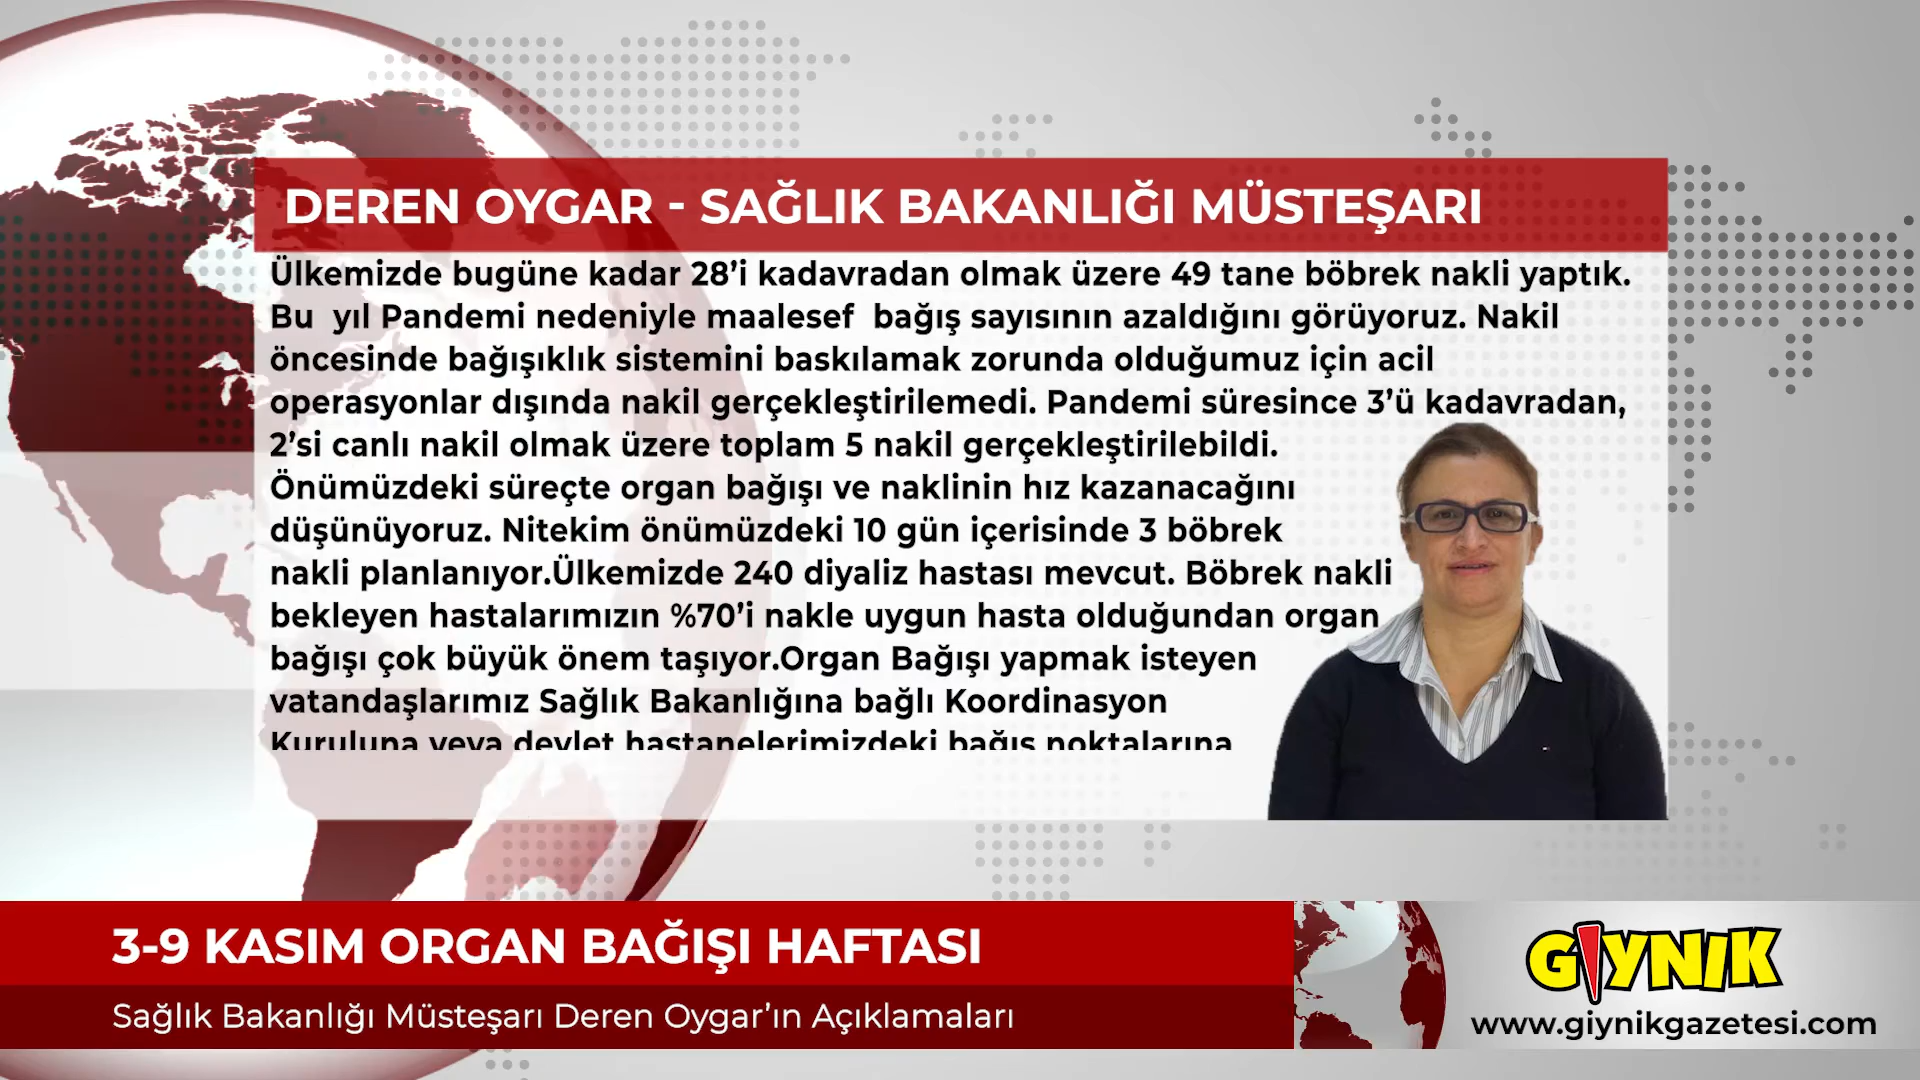 DEREN OYGAR - SAĞLIK BAKANLIĞI MÜSTEŞARI
Ülkemizde bugüne kadar 28’i kadavradan olmak üzere 49 tane böbrek nakli yaptık.
Bu  yıl Pandemi nedeniyle maalesef  bağış sayısının azaldığını görüyoruz. Nakil
öncesinde bağışıklık sistemini baskılamak zorunda olduğumuz için acil
operasyonlar dışında nakil gerçekleştirilemedi. Pandemi süresince 3’ü kadavradan,
2’si canlı nakil olmak üzere toplam 5 nakil gerçekleştirilebildi.
Önümüzdeki süreçte organ bağışı ve naklinin hız kazanacağını
düşünüyoruz. Nitekim önümüzdeki 10 gün içerisinde 3 böbrek
nakli planlanıyor.Ülkemizde 240 diyaliz hastası mevcut. Böbrek nakli
bekleyen hastalarımızın %70’i nakle uygun hasta olduğundan organ
bağışı çok büyük önem taşıyor.Organ Bağışı yapmak isteyen
vatandaşlarımız Sağlık Bakanlığına bağlı Koordinasyon
Kuruluna veya devlet hastanelerimizdeki bağış noktalarına
3-9 KASIM ORGAN BAĞIŞI HAFTASI
Sağlık Bakanlığı Müsteşarı Deren Oygar’ın Açıklamaları
GIYNIK
www.giynikgazetesi.com